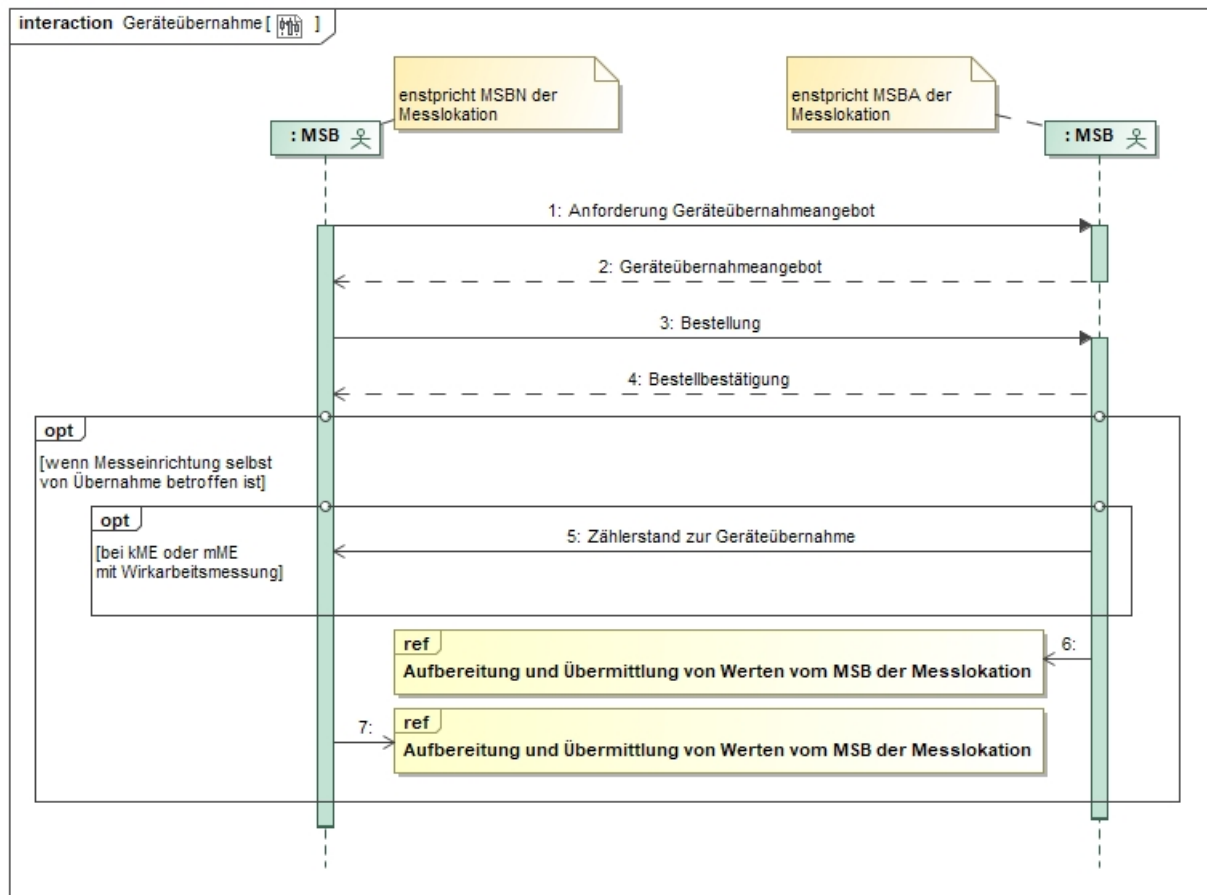 interaction Geräteübernahme [ ]
enstpricht MSBN der
Messlokation
enstpricht MSBA der
Messlokation
: MSB
: MSB
1: Anforderung Geräteübernahmeangebot
2: Geräteübernahmeangebot
3: Bestellung
4: Bestellbestätigung
opt
[wenn Messeinrichtung selbst
von Übernahme betroffen ist]
opt
[bei kME oder mME
mit Wirkarbeitsmessung]
5: Zählerstand zur Geräteübernahme
ref
Aufbereitung und Übermittlung von Werten vom MSB der Messlokation
6:
7:
ref
Aufbereitung und Übermittlung von Werten vom MSB der Messlokation